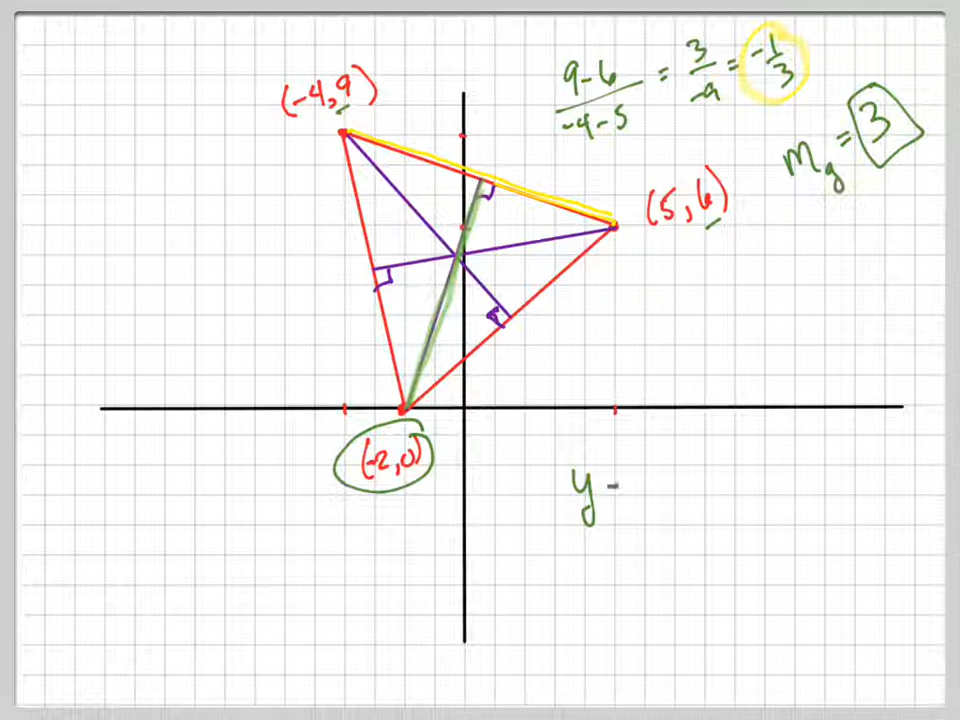 (-4,9)
9-6/-4-5 = 3/-9 = -1/3
m_g = 3
(5,6)
(-2,0)
y -